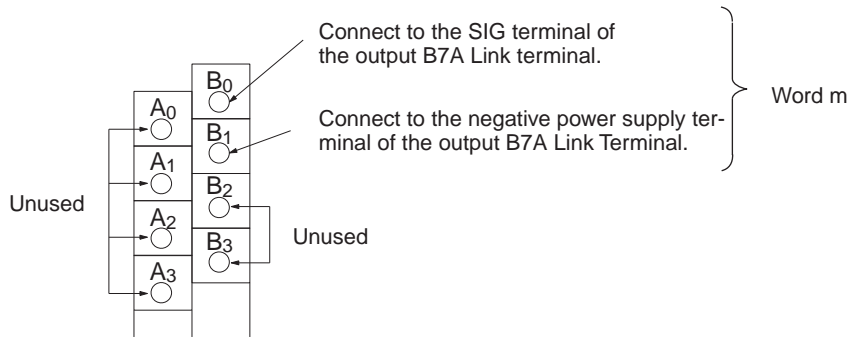 Connect to the SIG terminal of
the output B7A Link terminal.
Word m
B0
A0
Connect to the negative power supply ter-
minal of the output B7A Link Terminal.
B1
A1
B2
Unused
A2
B3
Unused
A3